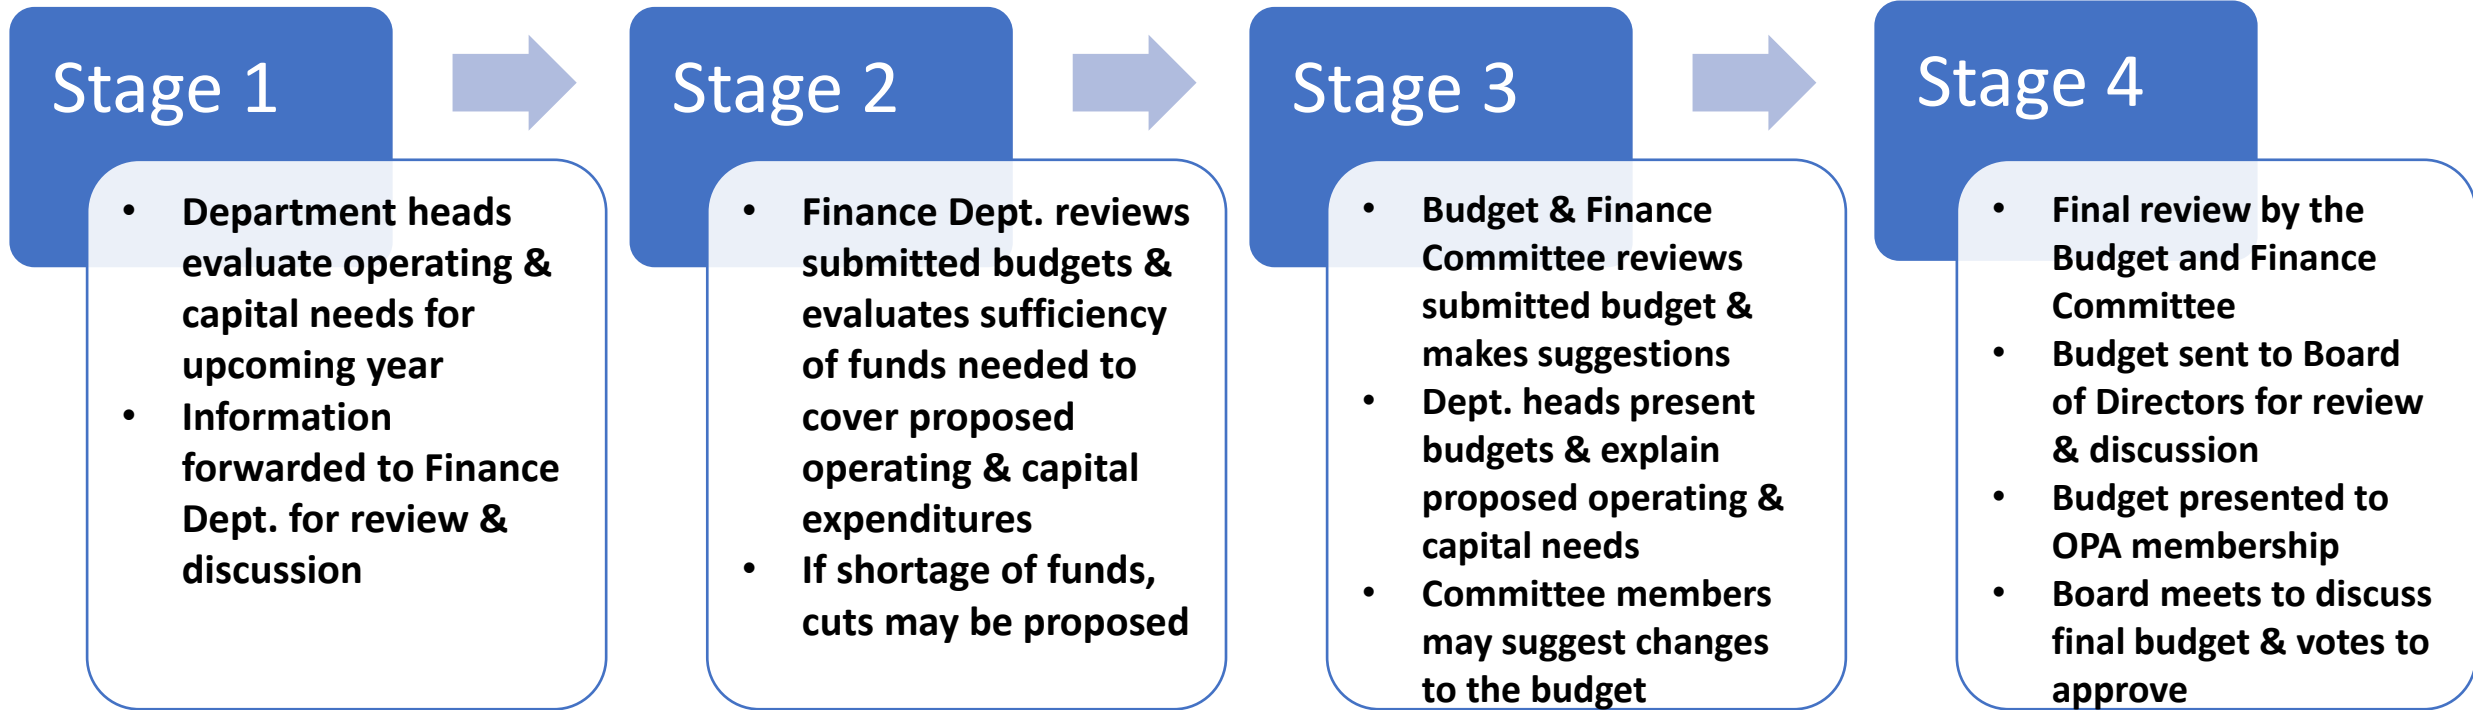 Stage 1
• Department heads
evaluate operating &
capital needs for
upcoming year
• Information
forwarded to Finance
Dept. for review &
discussion
Stage 2
• Finance Dept. reviews
submitted budgets &
evaluates sufficiency
of funds needed to
cover proposed
operating & capital
expenditures
• If shortage of funds,
cuts may be proposed
Stage 3
• Budget & Finance
Committee reviews
submitted budget &
makes suggestions
• Dept. heads present
budgets & explain
proposed operating &
capital needs
• Committee members
may suggest changes
to the budget
Stage 4
• Final review by the
Budget and Finance
Committee
• Budget sent to Board
of Directors for review
& discussion
• Budget presented to
OPA membership
• Board meets to discuss
final budget & votes to
approve